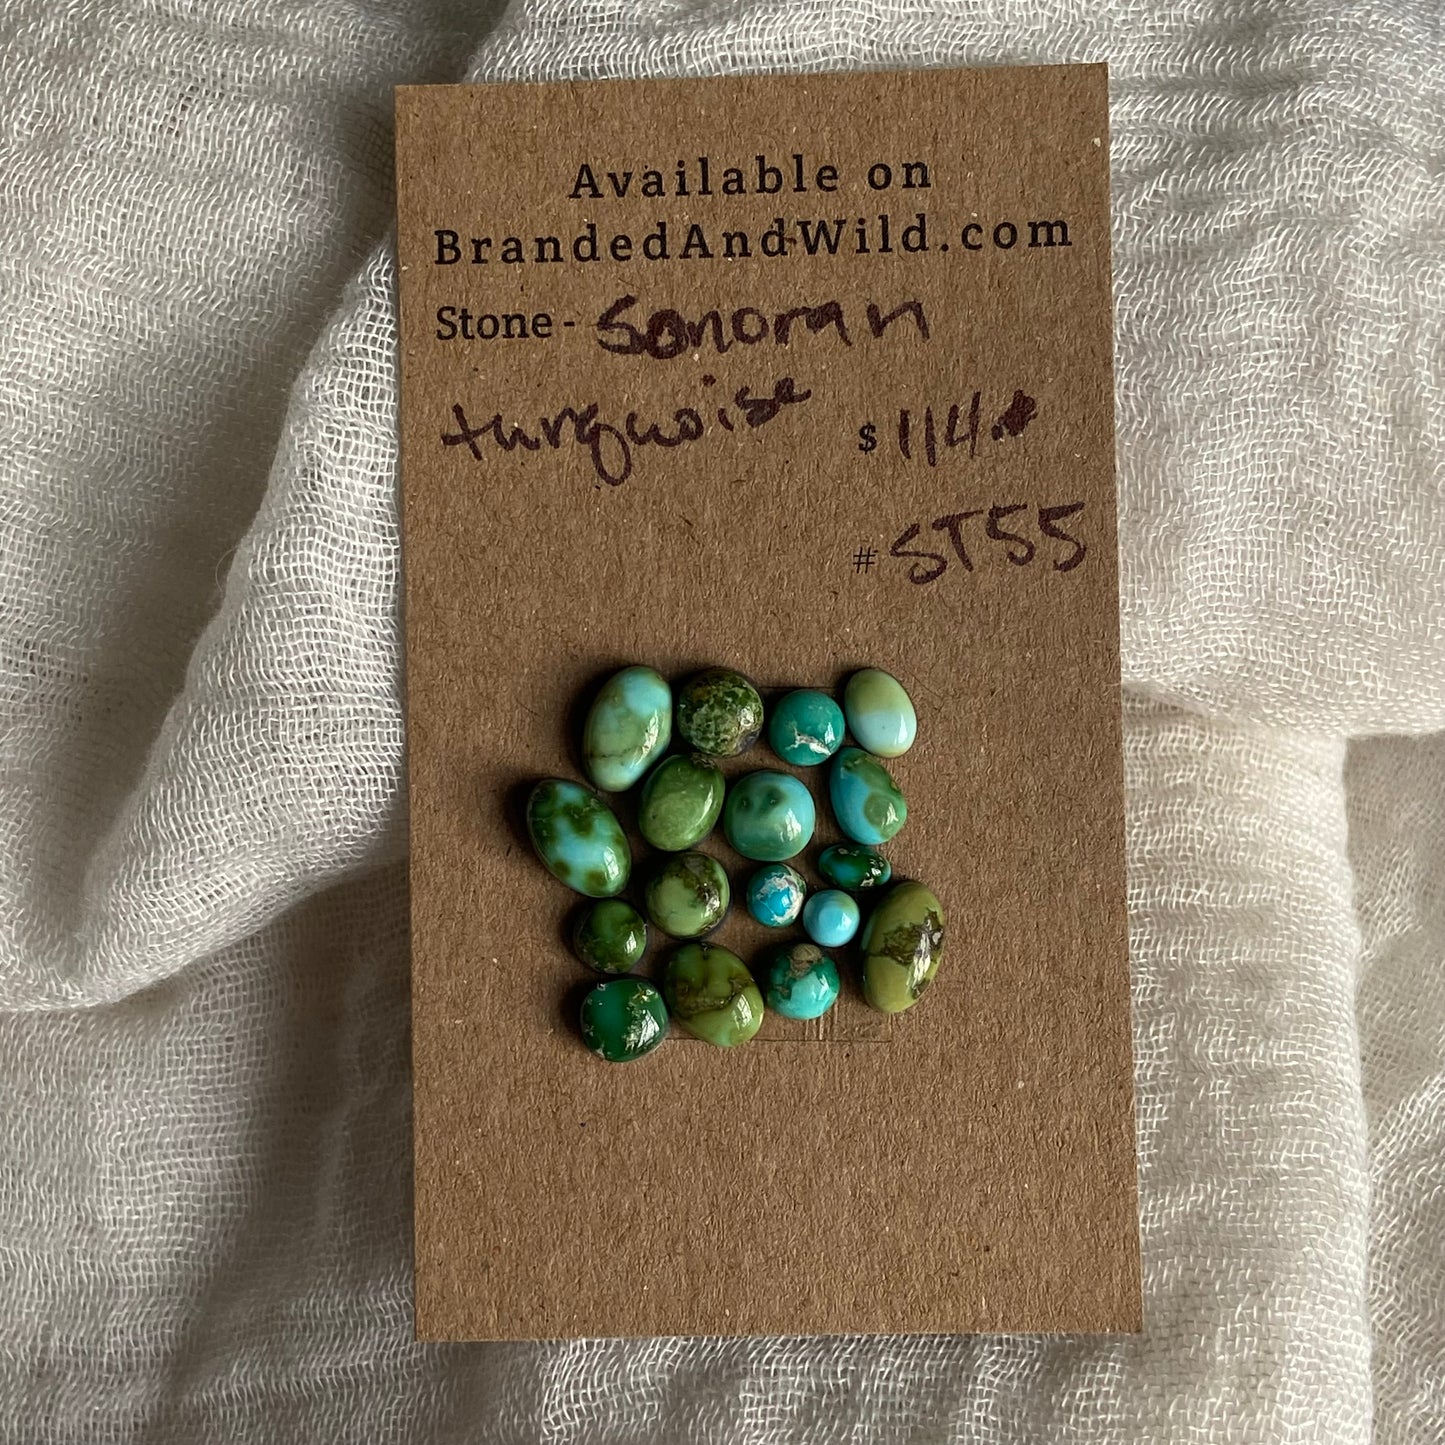 Available on
BrandedAndWild.com
Stone - Sonoran
turquoise $ 114.
# ST55